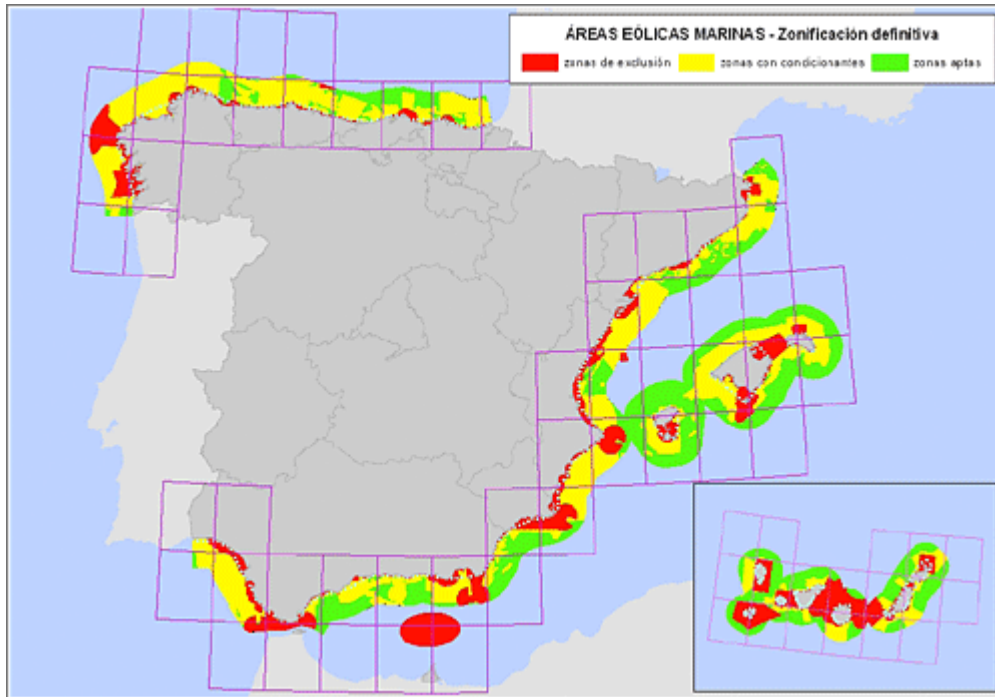 ÁREAS EÓLICAS MARINAS - Zonificación definitiva
zonas de exclusión zonas con condicionantes zonas aptas